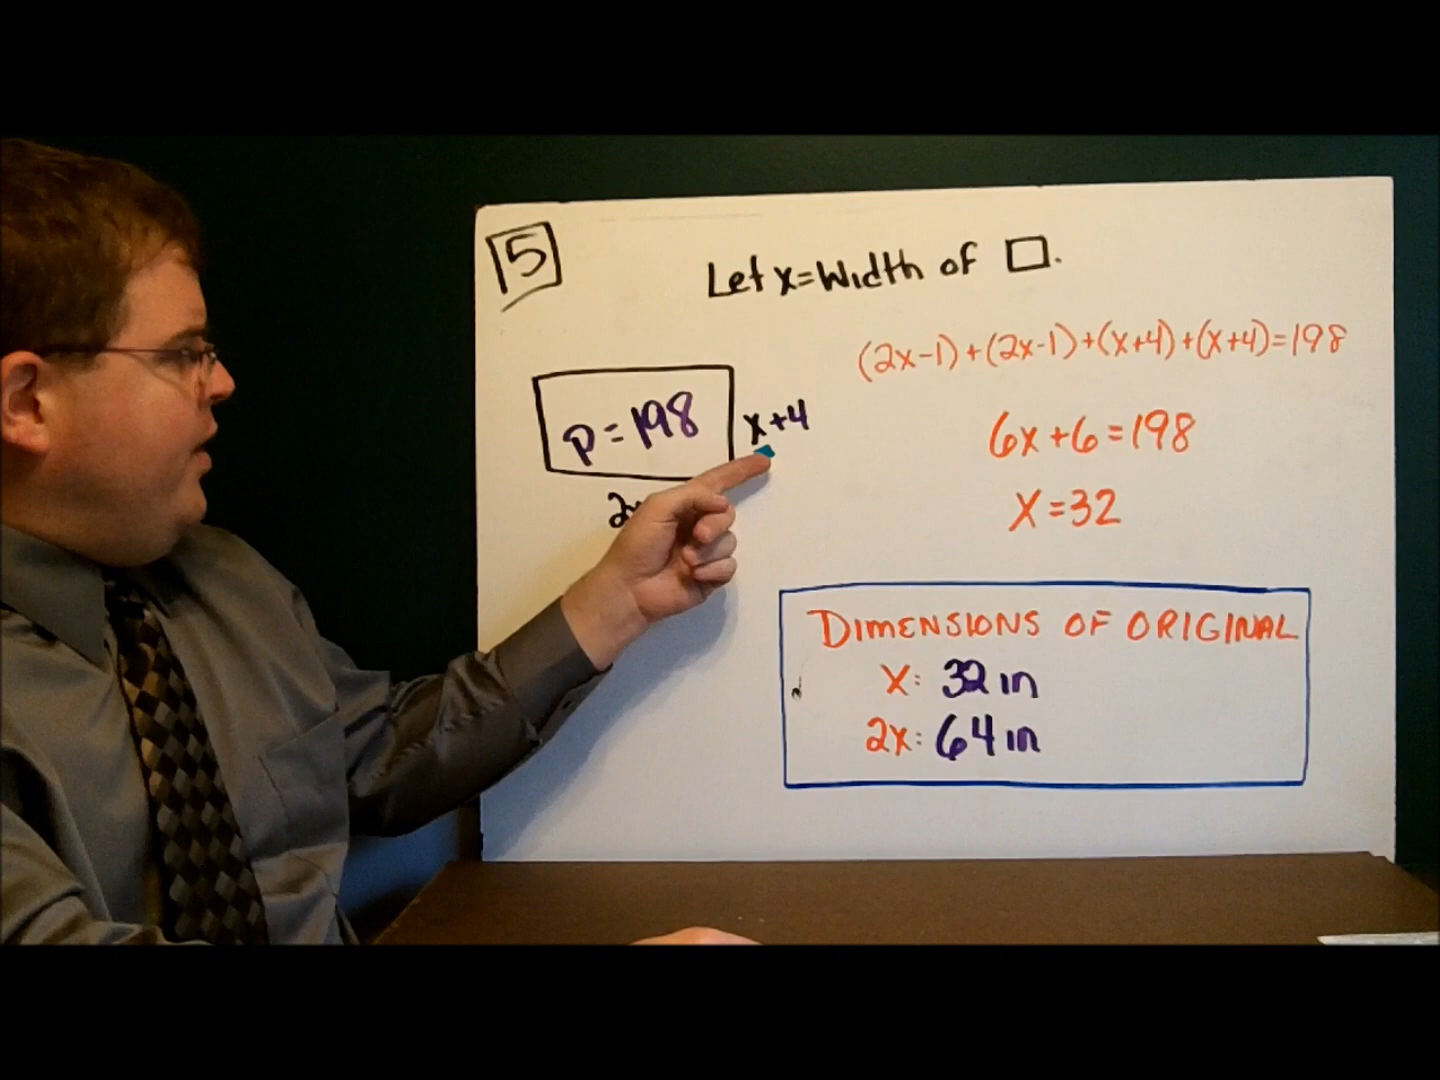 5
Let x=Width of □.
(2x-1)+(2x-1)+(x+4)+(x+4)=198
P=198
x+4
6x+6=198
X=32
DIMENSIONS OF ORIGINAL
x: 32 in
2x: 64 in